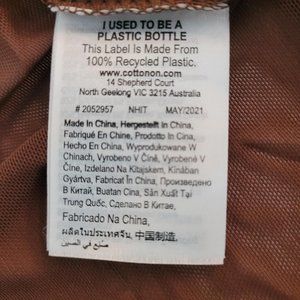 I USED TO BE A
PLASTIC BOTTLE
This Label Is Made From
100% Recycled Plastic.
www.cottonon.com
14 Shepherd Court
North Geelong VIC 3215 Australia
# 2052957 NHIT MAY/2021
Made In China, Hergestellt In China,
Fabriqué En Chine, Prodotto In Cina,
Hecho En China, Wyprodukowane W
Chinach, Vyrobeno V Číně, Vyrobené V
Číne, Izdelano Na Kitajskem, Kínában
Gyártva, Fabricat În China, Произведено
В Китай, Buatan China, Sản Xuất Tại
Trung Quốc, Сделано В Китае,
Fabricado Na China,
ผลิตในประเทศจีน, 中国制造,
صنع في الصين